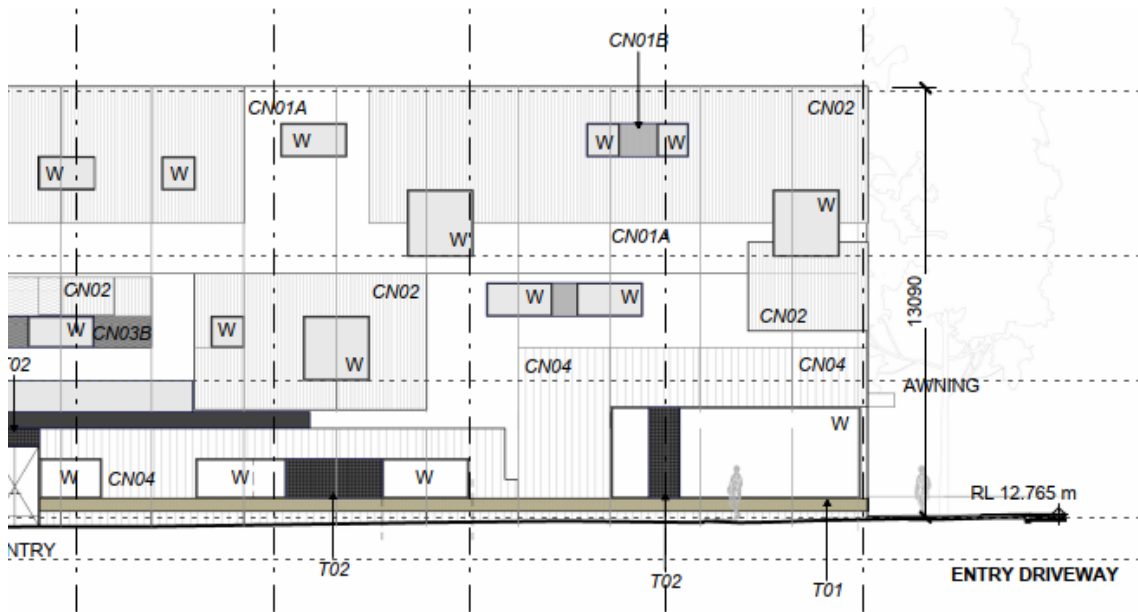 CN01B
CN01A
CN02
W
W
W
W
W
W
W
W
CN01A
CN02
CN02
W
W
CN02
W
CN03B
W
W
T02
CN04
CN04
13090
AWNING
W
W
CN04
W
W
RL 12.765 m
NTRY
T02
T02
T01
ENTRY DRIVEWAY